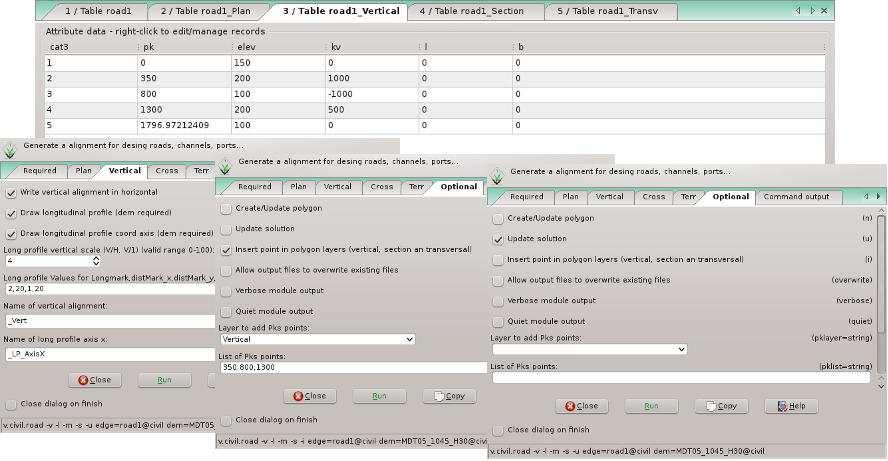 1 / Table road1
2 / Table road1_Plan
3 / Table road1_Vertical
4 / Table road1_Section
5 / Table road1_Transv
Attribute data - right-click to edit/manage records
cat3 pk elev kv l b
1 0 150 0 0 0
2 350 200 1000 0 0
3 800 100 -1000 0 0
4 1300 200 500 0 0
5 1796.97212409 100 0 0 0
Generate a alignment for desing roads, channels, ports...
Required Plan Vertical Cross Terr
Write vertical alignment in horizontal
Draw longitudinal profile (dem required)
Draw longitudinal profile coord axis (dem required)
Long profile vertical scale (V/H, V/1) (valid range 0-100):
4
Long profile Values for Longmark,distMark_x,distMark_y,
2,20,1,20
Name of vertical alignment:
_Vert
Name of long profile axis x:
_LP_AxisX
Close Run
Close dialog on finish
v.civil.road -v -l -m -s -u edge=road1@civil dem=MDT05_
Generate a alignment for desing roads, channels, ports...
Required Plan Vertical Cross Terr Optional
Create/Update polygon
Update solution
Insert point in polygon layers (vertical, section an transversal)
Allow output files to overwrite existing files
Verbose module output
Quiet module output
Layer to add Pks points:
Vertical
List of Pks points:
350,800,1300
Close Run Copy
Close dialog on finish
v.civil.road -v -l -m -s -i edge=road1@civil dem=MDT05_1045_H30@civi
Generate a alignment for desing roads, channels, ports...
Required Plan Vertical Cross Terr Optional Command output
Create/Update polygon (n)
Update solution (u)
Insert point in polygon layers (vertical, section an transversal) (i)
Allow output files to overwrite existing files (overwrite)
Verbose module output (verbose)
Quiet module output (quiet)
Layer to add Pks points: (pklayer=string)
List of Pks points: (pklist=string)
Close Run Copy Help
Close dialog on finish
v.civil.road -v -l -m -s -u edge=road1@civil dem=MDT05_1045_H30@civil